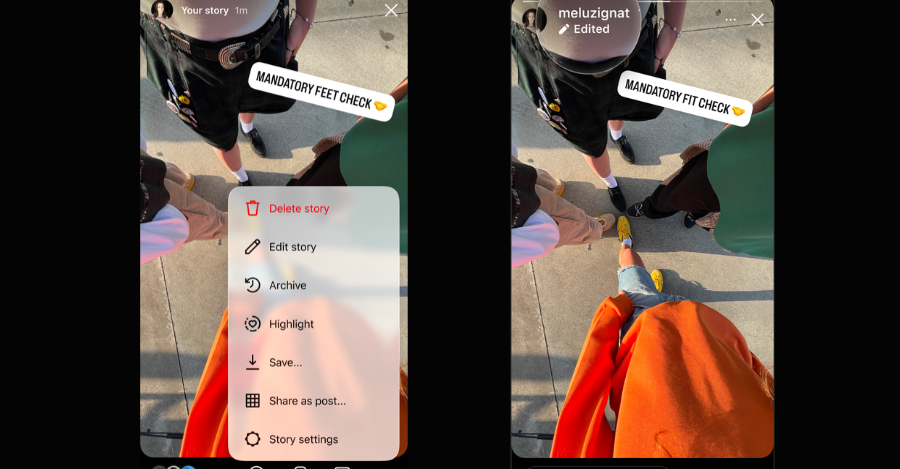 Your story 1m
MANDATORY FEET CHECK 🤝
Delete story
Edit story
Archive
Highlight
Save...
Share as post...
Story settings
meluzignat
Edited
MANDATORY FIT CHECK 🤝